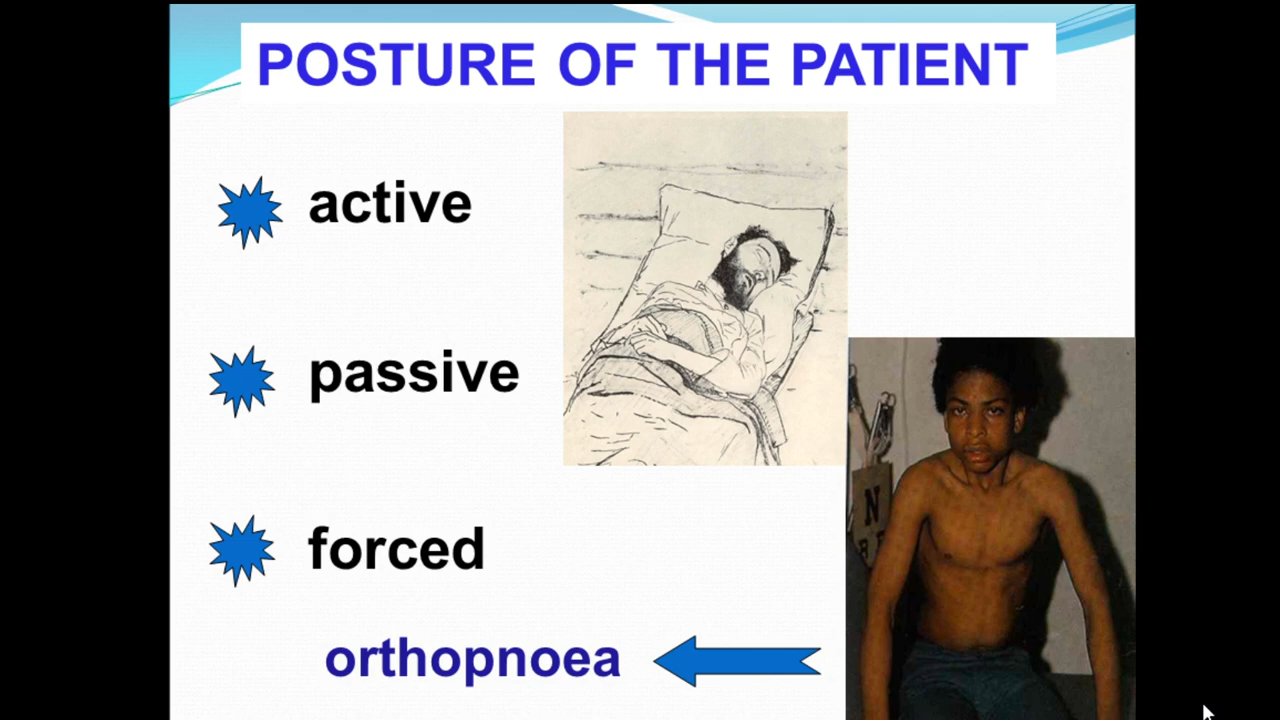 POSTURE OF THE PATIENT
active
passive
forced
orthopnoea
N